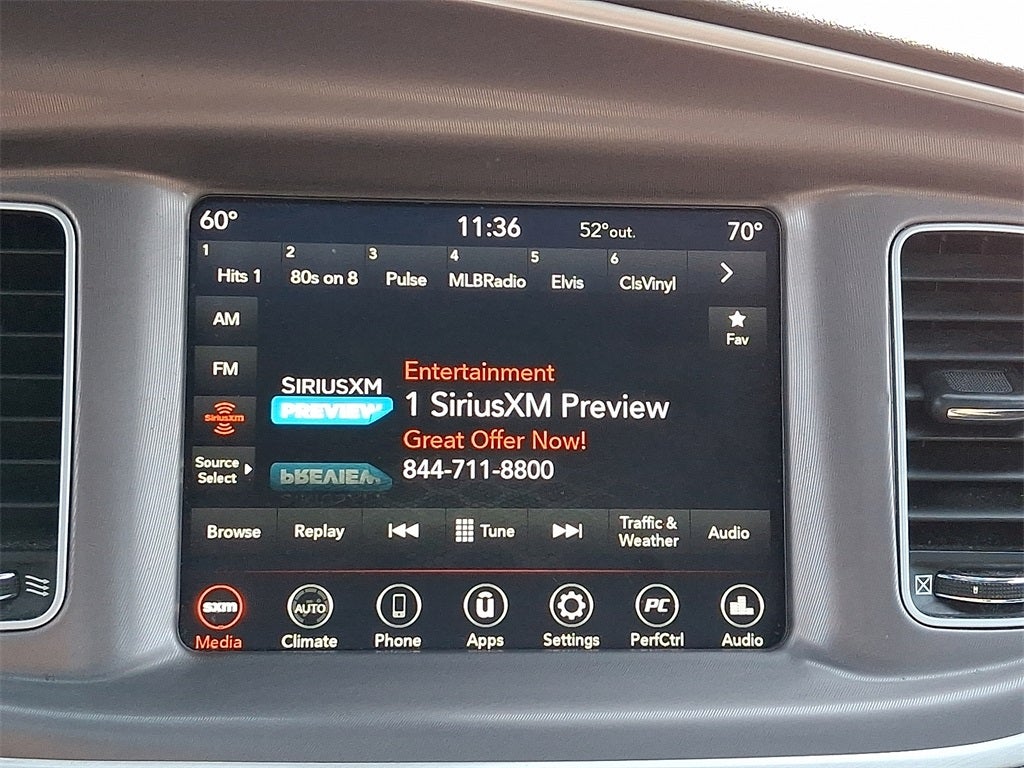 60°
11:36
52°out.
70°
1 Hits 1
2 80s on 8
3 Pulse
4 MLBRadio
5 Elvis
6 ClsVinyl
AM
Fav
FM
Entertainment
SIRIUSXM
PREVIEW
1 SiriusXM Preview
SiriusXM
Great Offer Now!
Source
Select
844-711-8800
Browse
Replay
Tune
Traffic &
Weather
Audio
sxm
Media
AUTO
Climate
Phone
Apps
Settings
PC
PerfCtrl
Audio